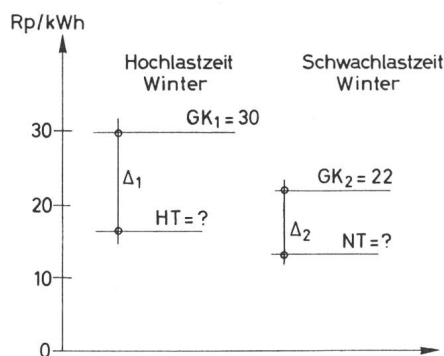 Rp/kWh
Hochlastzeit
Winter
Schwachlastzeit
Winter
30
GK₁ = 30
Δ₁
GK₂ = 22
20
HT = ?
Δ₂
NT = ?
10
0